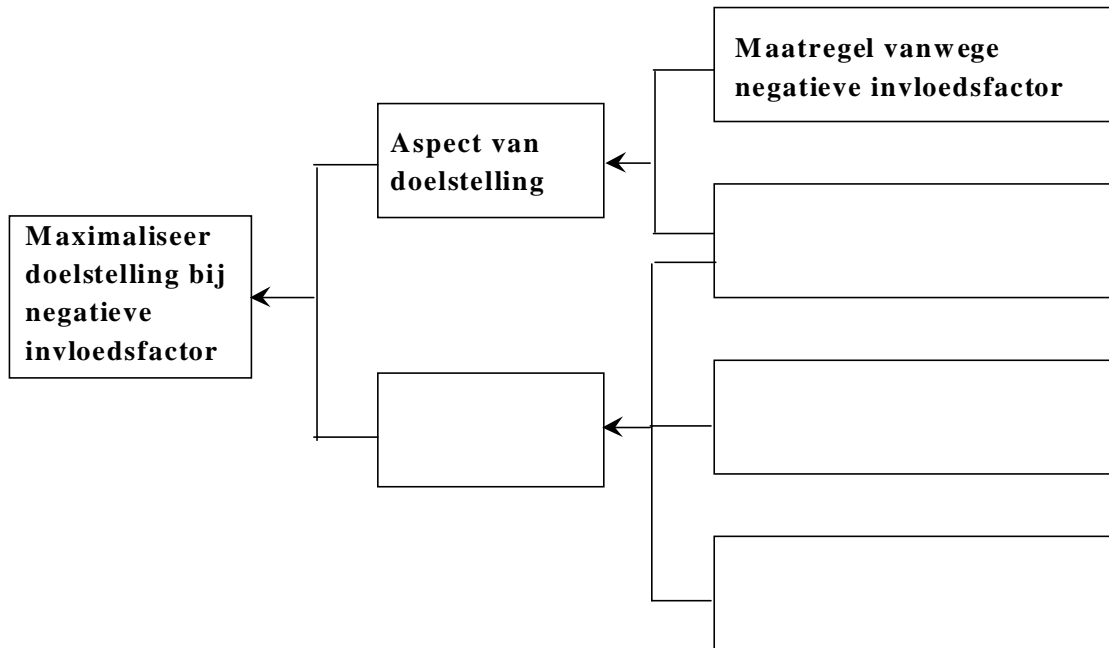 Maximaliseer
doelstelling bij
negatieve
invloedsfactor
Aspect van
doelstelling
Maatregel vanwege
negatieve invloedsfactor